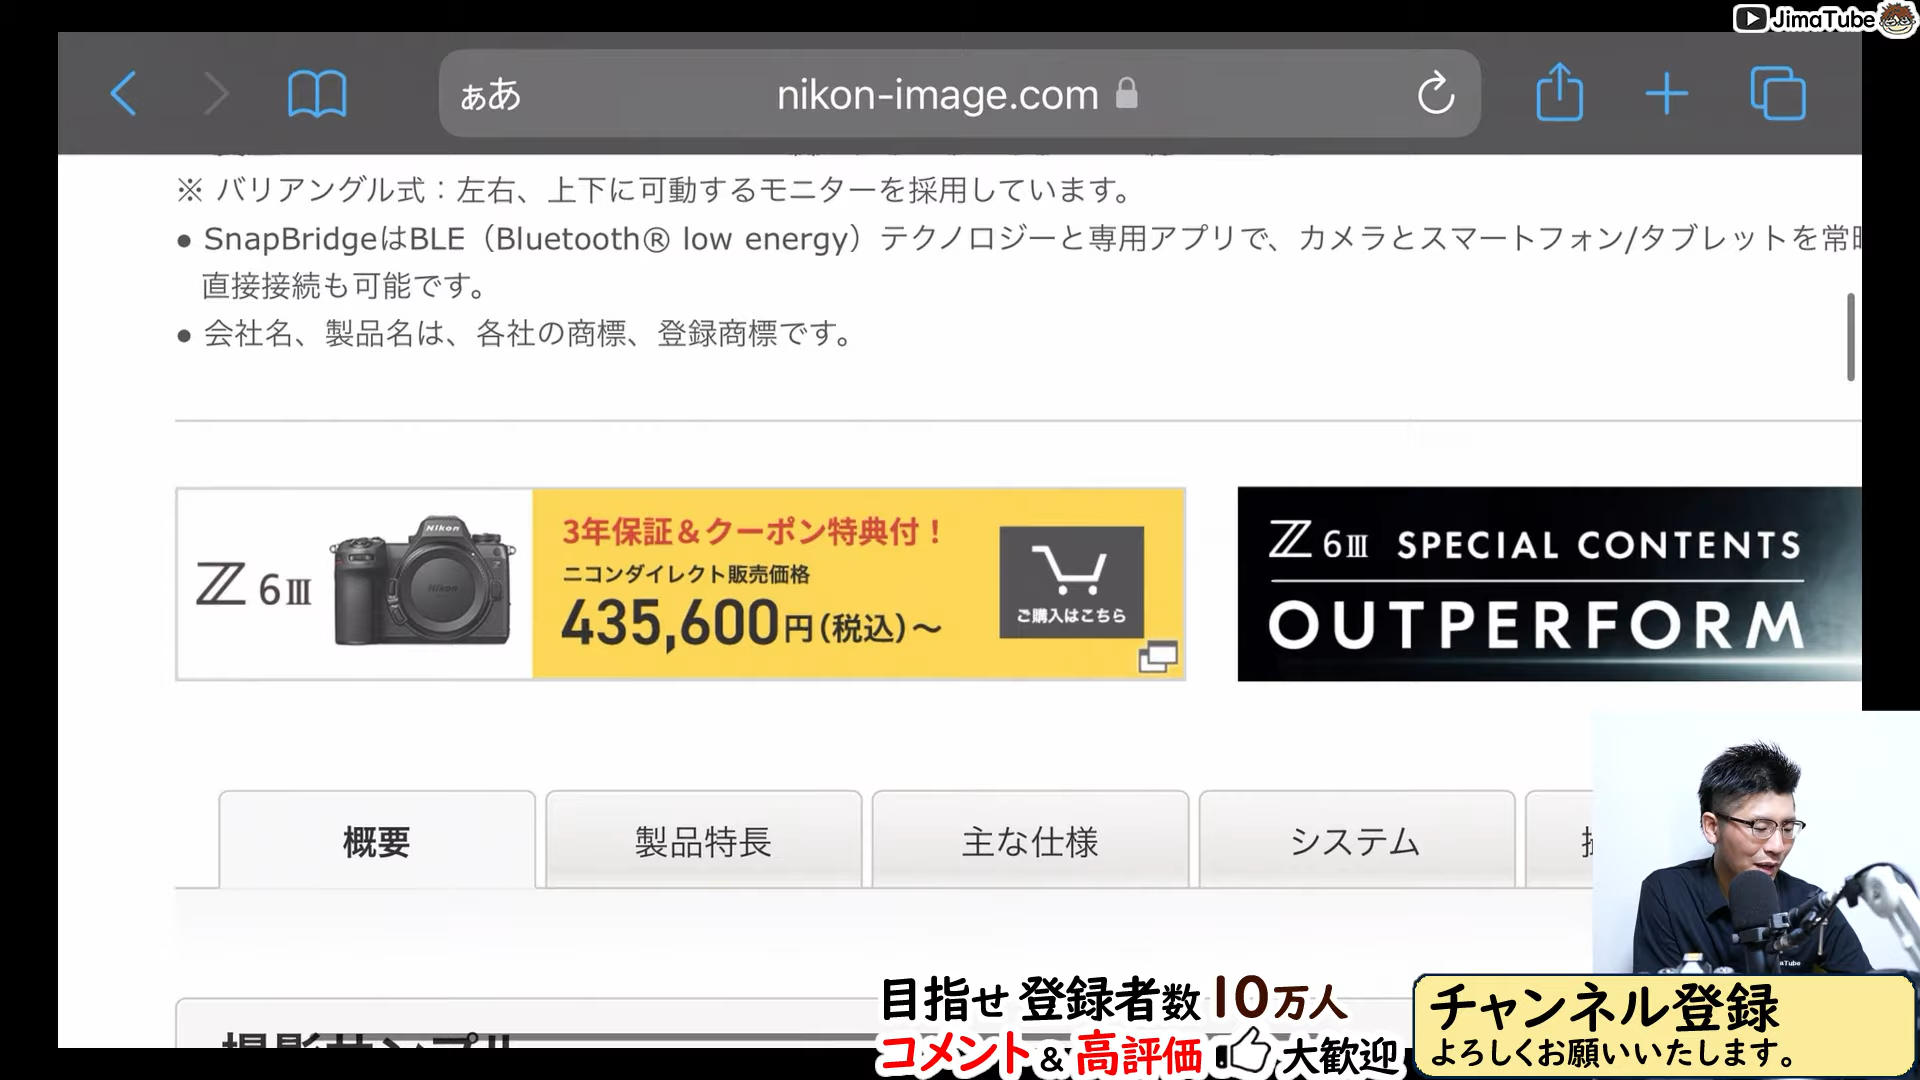 JimaTube
ぁあ nikon-image.com
※ バリアングル式：左右、上下に可動するモニターを採用しています。
● SnapBridgeはBLE（Bluetooth® low energy）テクノロジーと専用アプリで、カメラとスマートフォン/タブレットを常
直接接続も可能です。
● 会社名、製品名は、各社の商標、登録商標です。
Z 6III
Nikon
Nikon
3年保証＆クーポン特典付！
ニコンダイレクト販売価格
435,600円(税込)～
ご購入はこちら
Z 6III SPECIAL CONTENTS
OUTPERFORM
概要
製品特長
主な仕様
システム
撮影サンプル
目指せ 登録者数 10万人
コメント & 高評価 大歓迎
チャンネル登録
よろしくお願いいたします。